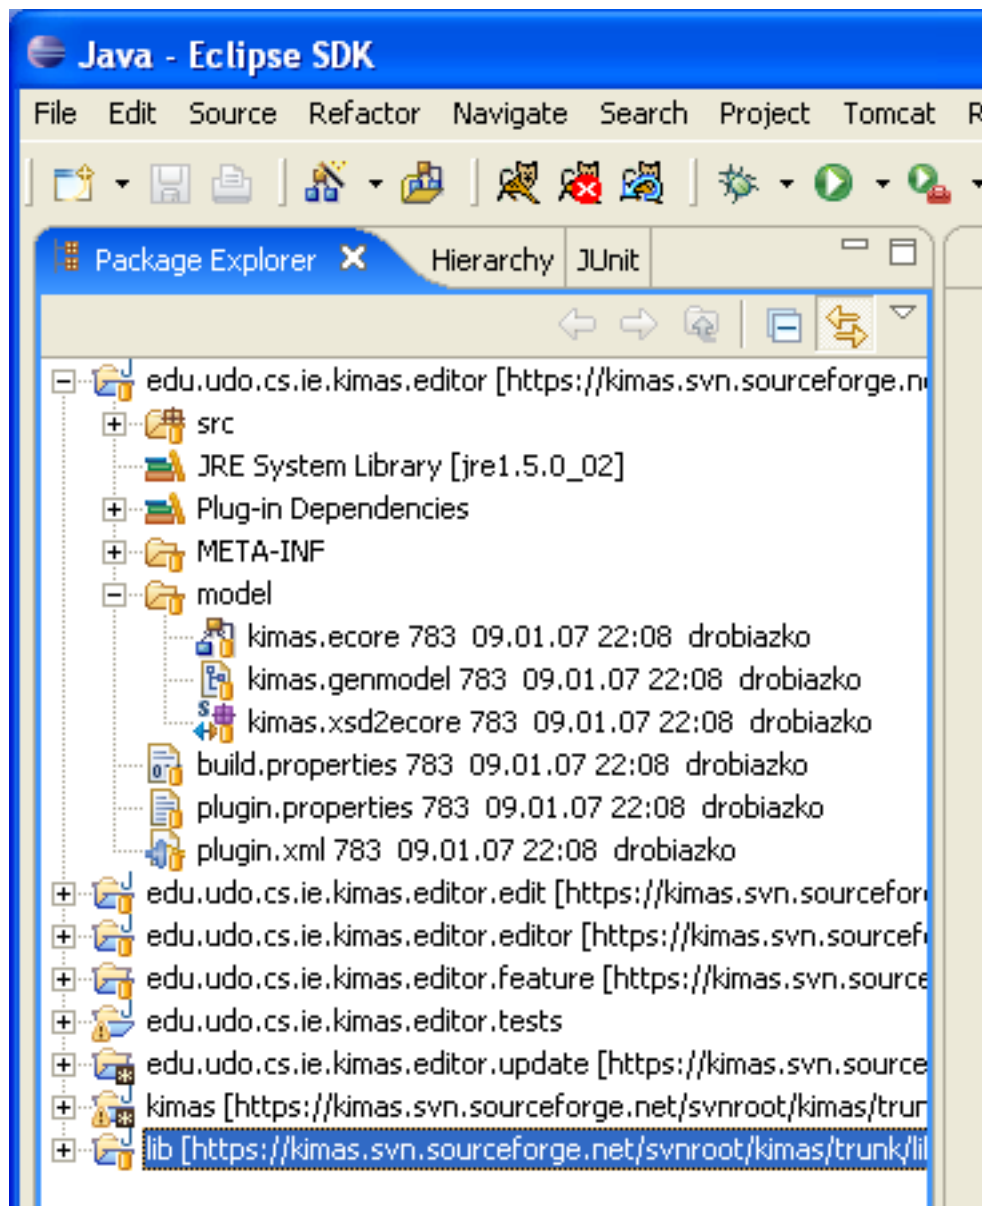 Java - Eclipse SDK
File Edit Source Refactor Navigate Search Project Tomcat R
Package Explorer Hierarchy JUnit
edu.udo.cs.ie.kimas.editor [https://kimas.svn.sourceforge.ne
src
JRE System Library [jre1.5.0_02]
Plug-in Dependencies
META-INF
model
kimas.ecore 783 09.01.07 22:08 drobiazko
kimas.genmodel 783 09.01.07 22:08 drobiazko
kimas.xsd2ecore 783 09.01.07 22:08 drobiazko
build.properties 783 09.01.07 22:08 drobiazko
plugin.properties 783 09.01.07 22:08 drobiazko
plugin.xml 783 09.01.07 22:08 drobiazko
edu.udo.cs.ie.kimas.editor.edit [https://kimas.svn.sourcefor
edu.udo.cs.ie.kimas.editor.editor [https://kimas.svn.sourcef
edu.udo.cs.ie.kimas.editor.feature [https://kimas.svn.source
edu.udo.cs.ie.kimas.editor.tests
edu.udo.cs.ie.kimas.editor.update [https://kimas.svn.source
kimas [https://kimas.svn.sourceforge.net/svnroot/kimas/trun
lib [https://kimas.svn.sourceforge.net/svnroot/kimas/trunk/li